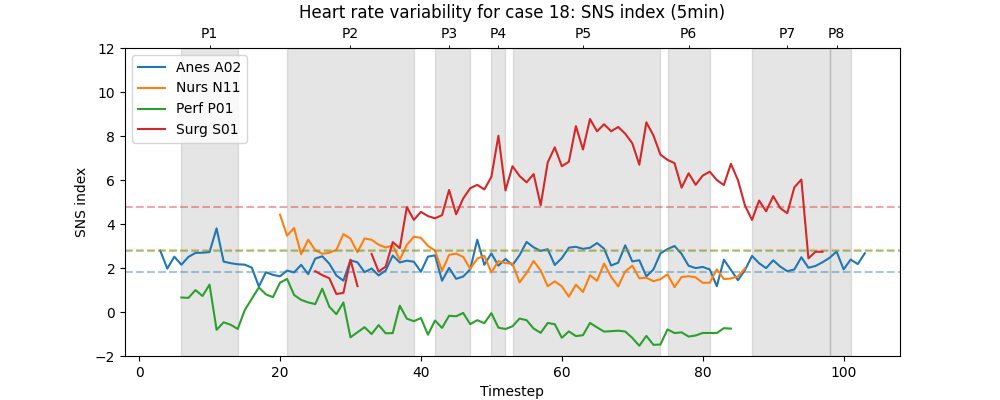 Heart rate variability for case 18: SNS index (5min)
P1 P2 P3 P4 P5 P6 P7 P8
Anes A02
Nurs N11
Perf P01
Surg S01
SNS index
12
10
8
6
4
2
0
−2
0 20 40 60 80 100
Timestep